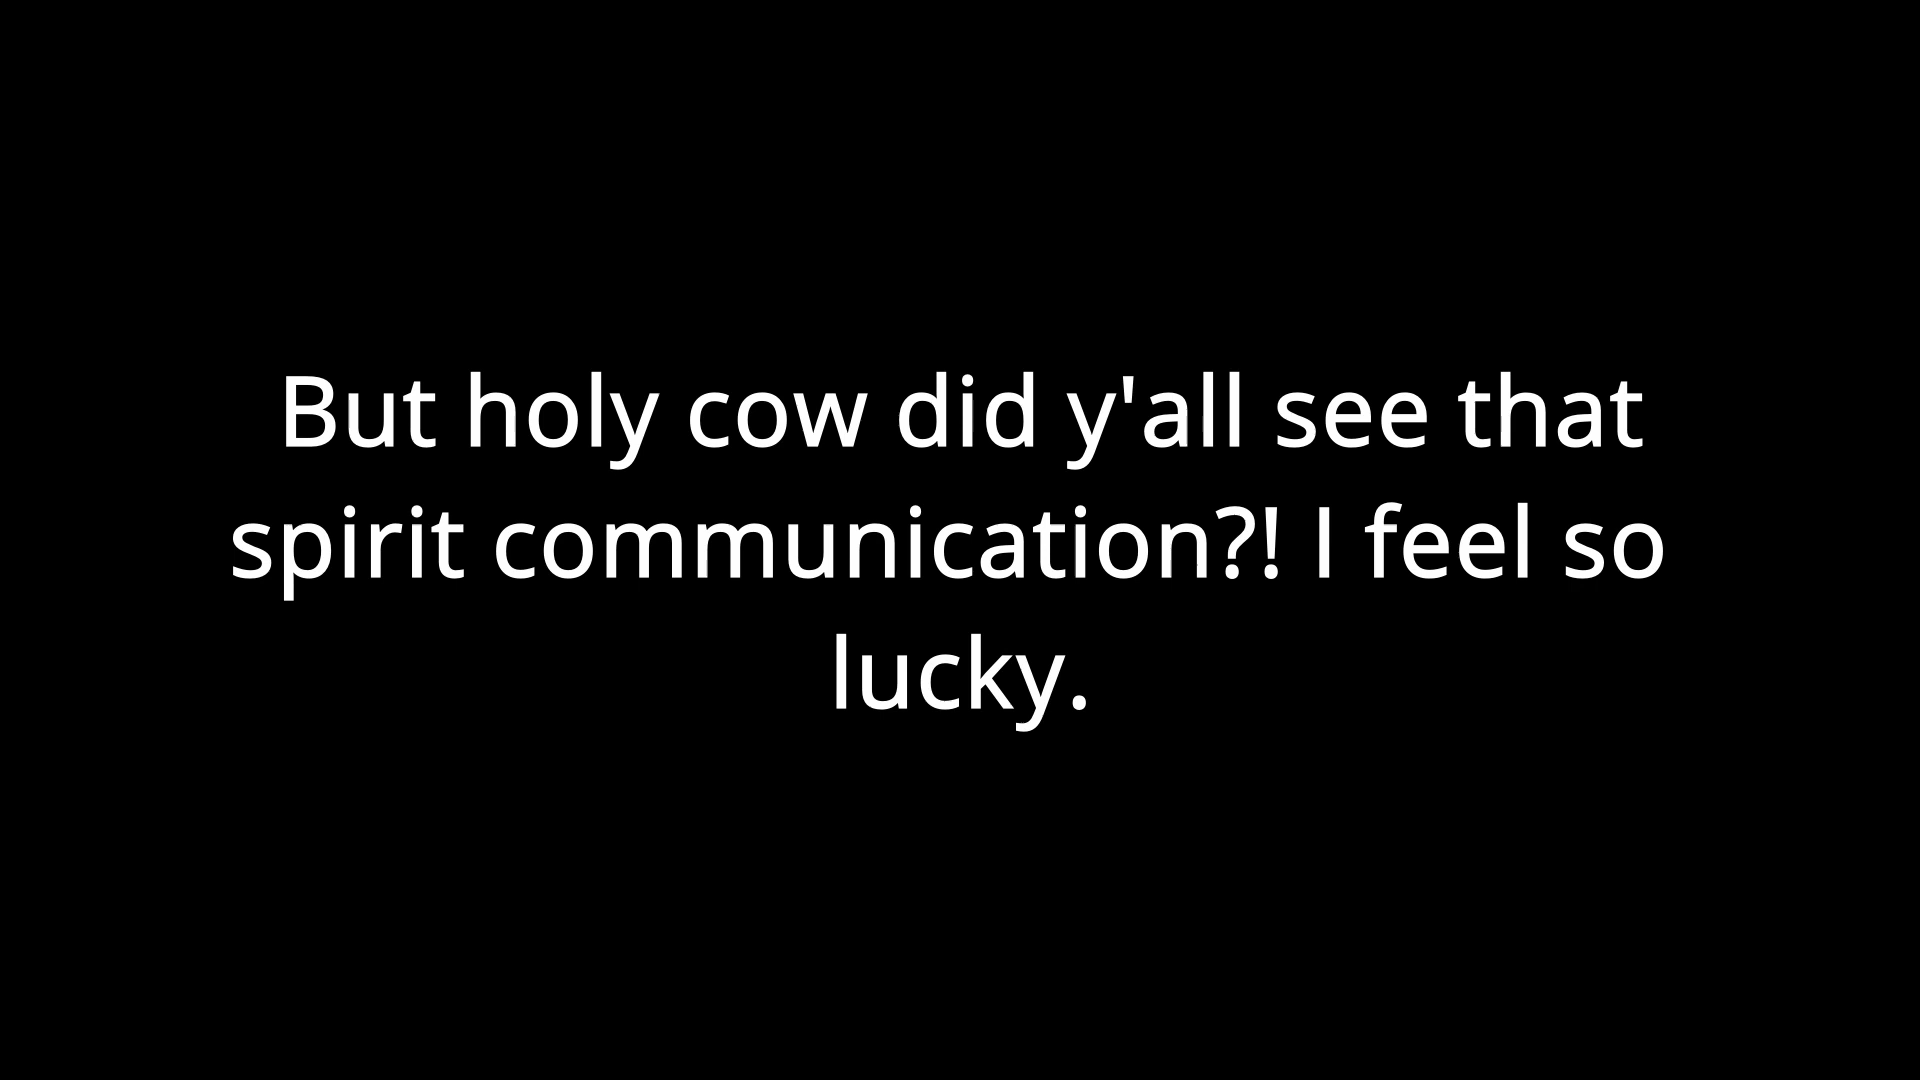 But holy cow did y'all see that
spirit communication?! I feel so
lucky.